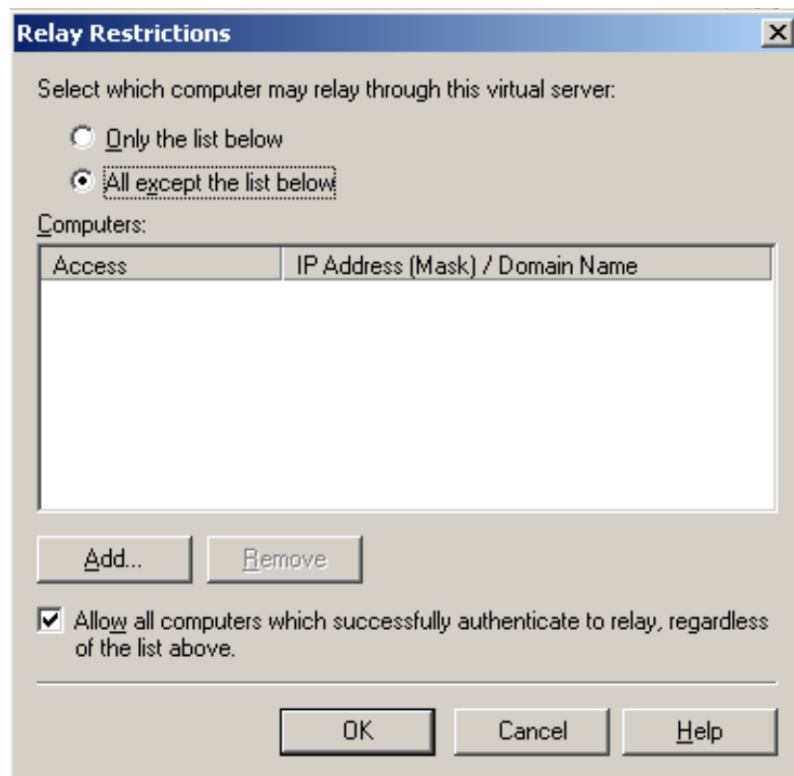 Relay Restrictions
Select which computer may relay through this virtual server:
Only the list below
All except the list below
Computers:
Access IP Address (Mask) / Domain Name
Add... Remove
Allow all computers which successfully authenticate to relay, regardless
of the list above.
OK Cancel Help